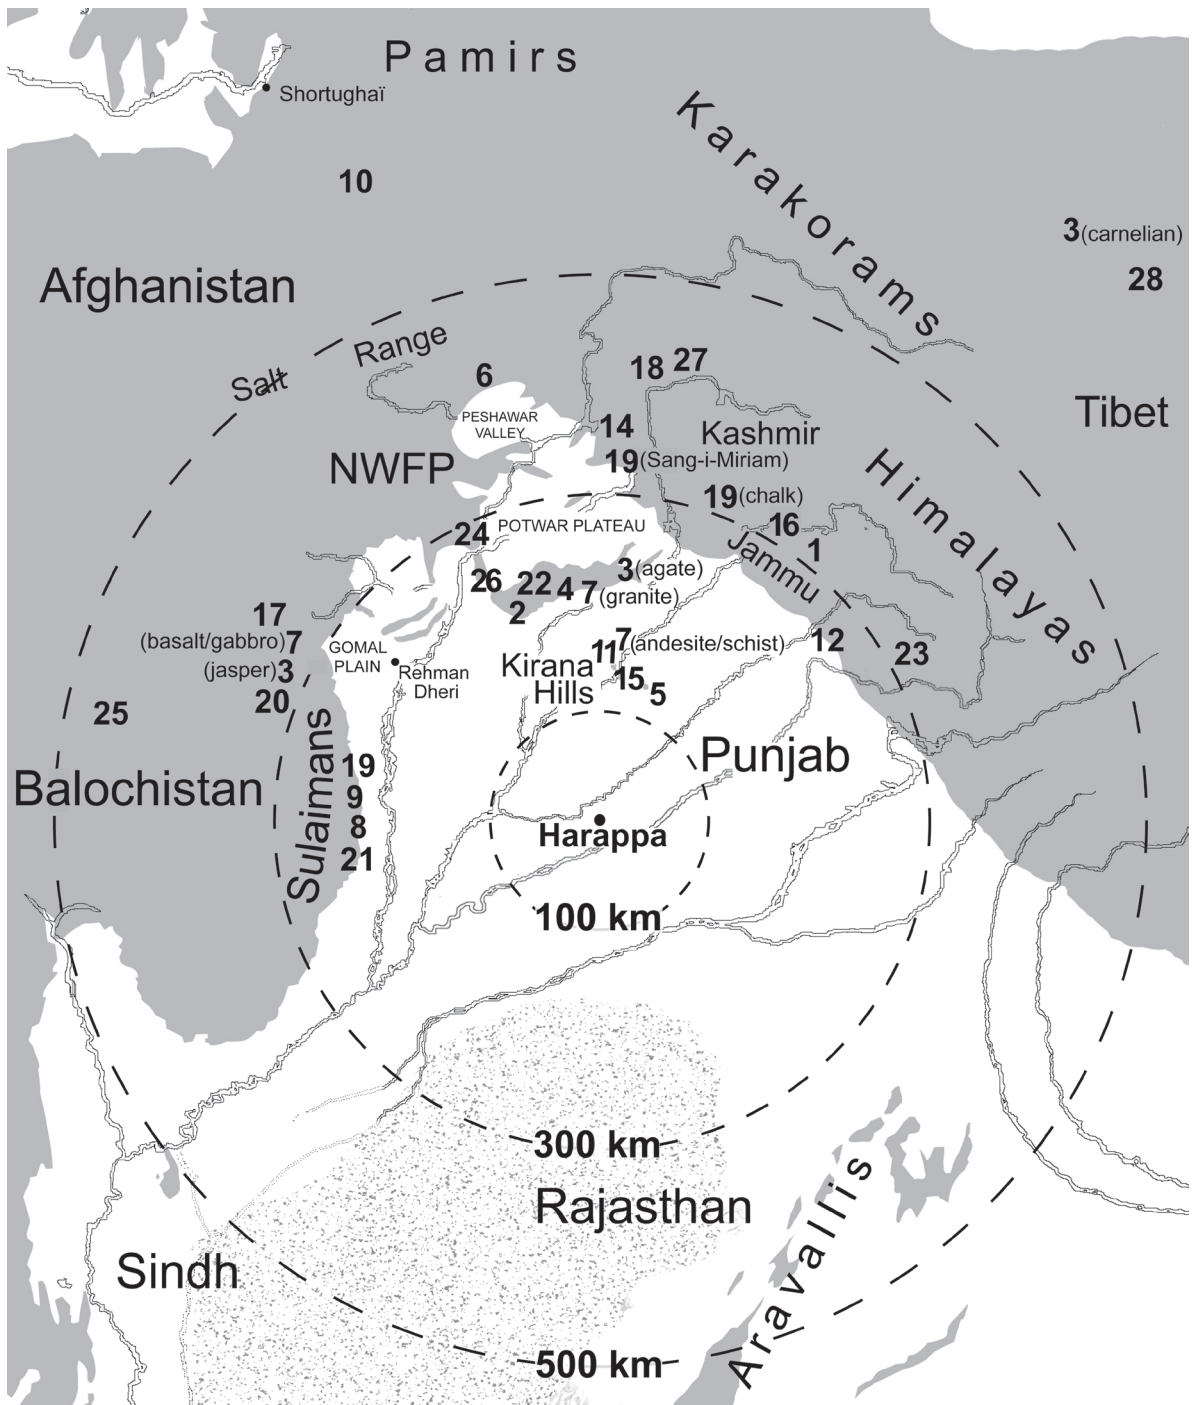 Pamirs
Shortughaï
Karakorams
10
3(carnelian)
28
Afghanistan
Range
Salt
6
18
27
PESHAWAR
VALLEY
14
Kashmir
Tibet
NWFP
19(Sang-i-Miriam)
Himalayas
19(chalk)
16
24
POTWAR PLATEAU
Jammu
1
3(agate)
26
22
4
7(granite)
2
17
(basalt/gabbro)7
(jasper)3
GOMAL
PLAIN
Rehman
Dheri
Kirana
Hills
11
7(andesite/schist)
12
23
15
5
20
25
Sulaimans
19
9
8
21
Balochistan
Punjab
Harappa
100 km
300 km
Rajasthan
Aravallis
Sindh
500 km